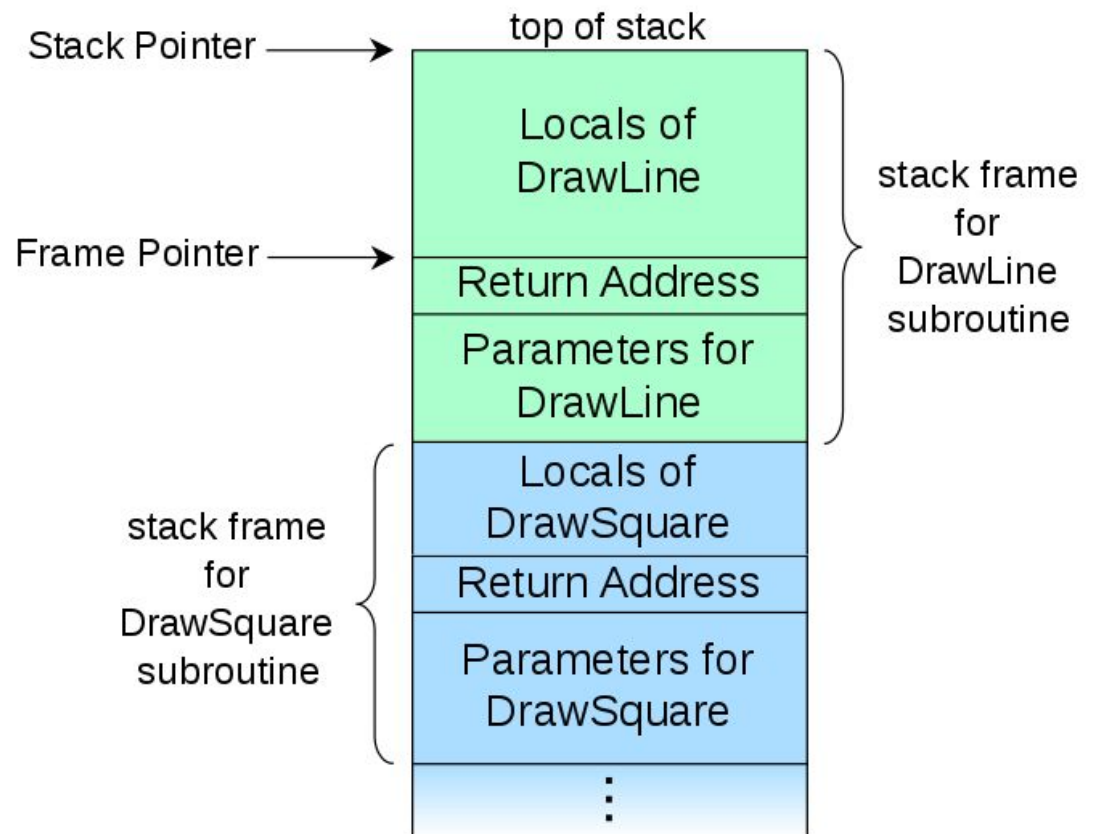 top of stack
Stack Pointer
Locals of
DrawLine
stack frame
for
DrawLine
subroutine
Frame Pointer
Return Address
Parameters for
DrawLine
Locals of
DrawSquare
stack frame
for
DrawSquare
subroutine
Return Address
Parameters for
DrawSquare
⋮